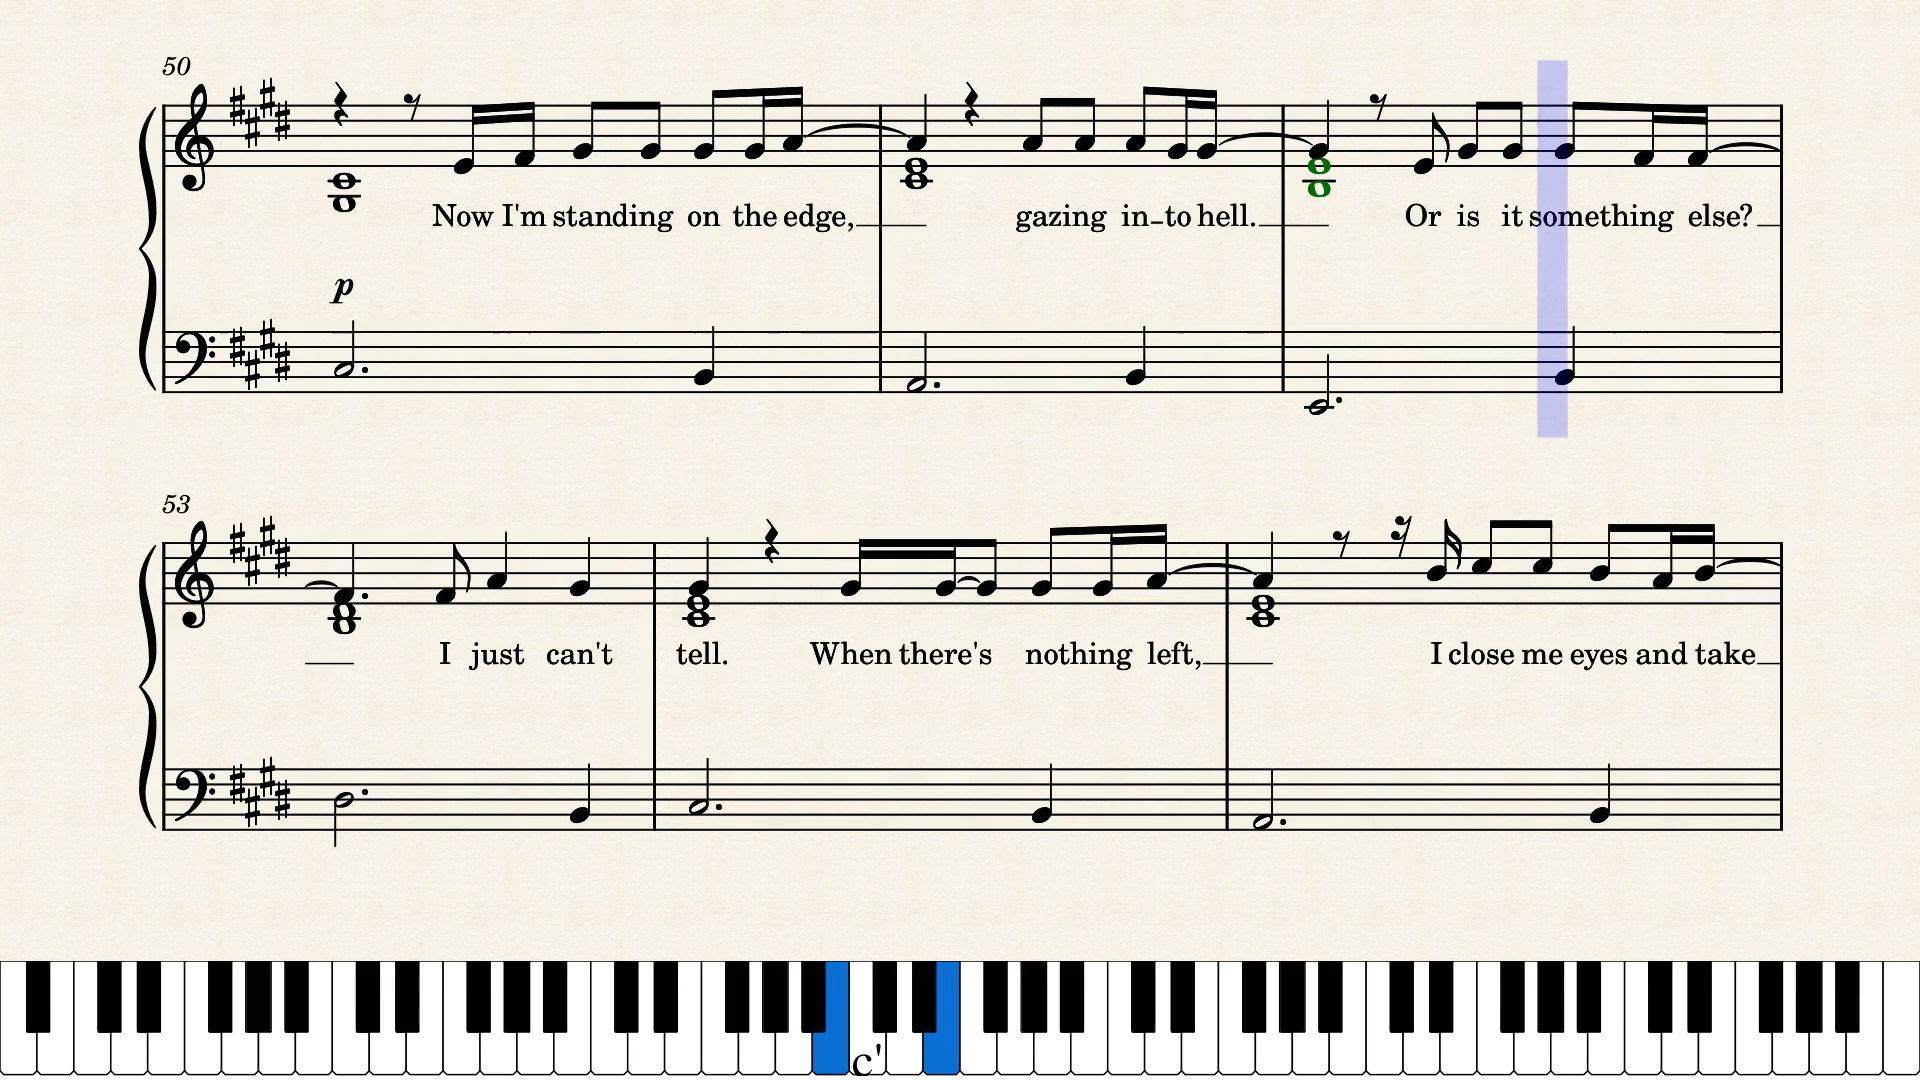 50
Now I'm standing on the edge, gazing in-to hell. Or is it something else?
p
53
I just can't tell. When there's nothing left, I close me eyes and take
c'